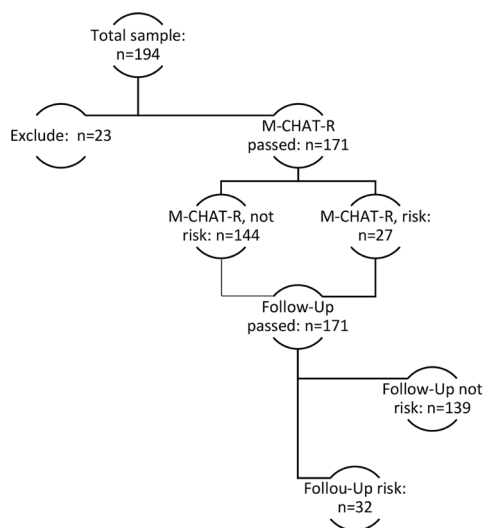 Total sample:
n=194
Exclude: n=23
M-CHAT-R
passed: n=171
M-CHAT-R, not
risk: n=144
M-CHAT-R, risk:
n=27
Follow-Up
passed: n=171
Follow-Up not
risk: n=139
Follou-Up risk:
n=32